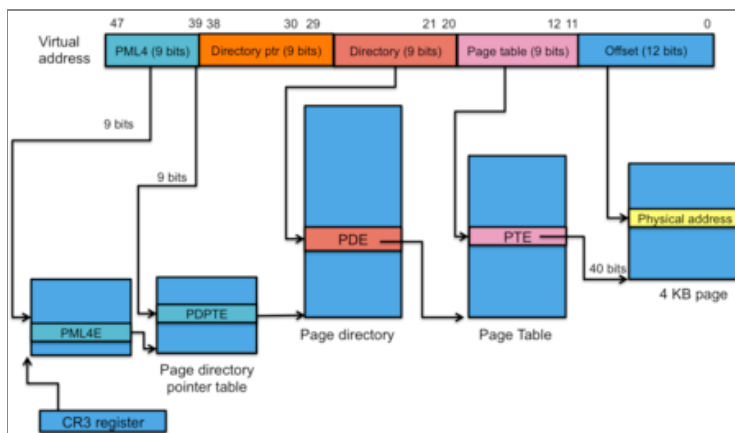 47 39 38 30 29 21 20 12 11 0
Virtual
address
PML4 (9 bits) Directory ptr (9 bits) Directory (9 bits) Page table (9 bits) Offset (12 bits)
9 bits
9 bits
Physical address
PDE
PTE
40 bits
4 KB page
PDPTE
PML4E
Page directory
Page Table
Page directory
pointer table
CR3 register